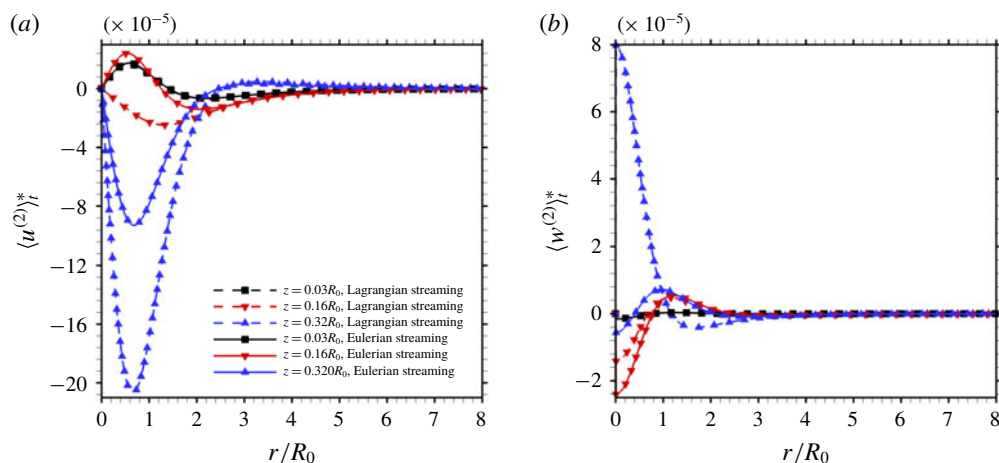 (a) (× 10⁻⁵)
0
−4
−8
−12
−16
−20
⟨u⁽²⁾⟩*ₜ
z = 0.03R₀, Lagrangian streaming
z = 0.16R₀, Lagrangian streaming
z = 0.32R₀, Lagrangian streaming
z = 0.03R₀, Eulerian streaming
z = 0.16R₀, Eulerian streaming
z = 0.320R₀, Eulerian streaming
0 1 2 3 4 5 6 7 8
r/R₀
(b) (× 10⁻⁵)
8
6
4
2
0
−2
⟨w⁽²⁾⟩*ₜ
0 1 2 3 4 5 6 7 8
r/R₀